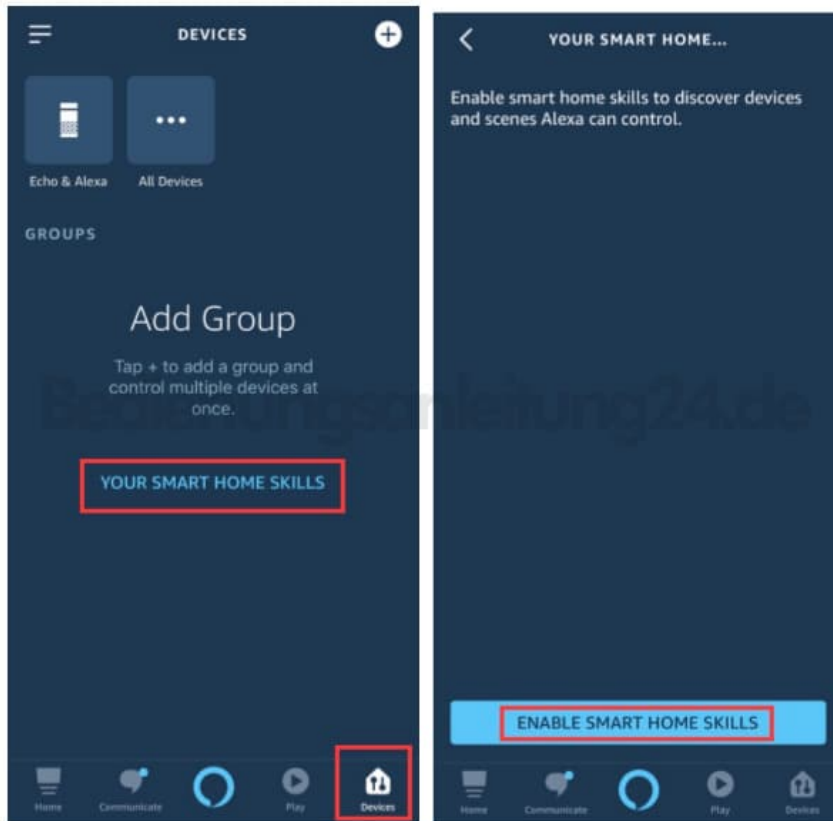 DEVICES
Echo & Alexa
All Devices
GROUPS
Add Group
Tap + to add a group and
control multiple devices at
once.
YOUR SMART HOME SKILLS
Home
Communicate
Play
Devices
YOUR SMART HOME...
Enable smart home skills to discover devices
and scenes Alexa can control.
ENABLE SMART HOME SKILLS
Home
Communicate
Play
Devices
Bedienungsanleitung24.de